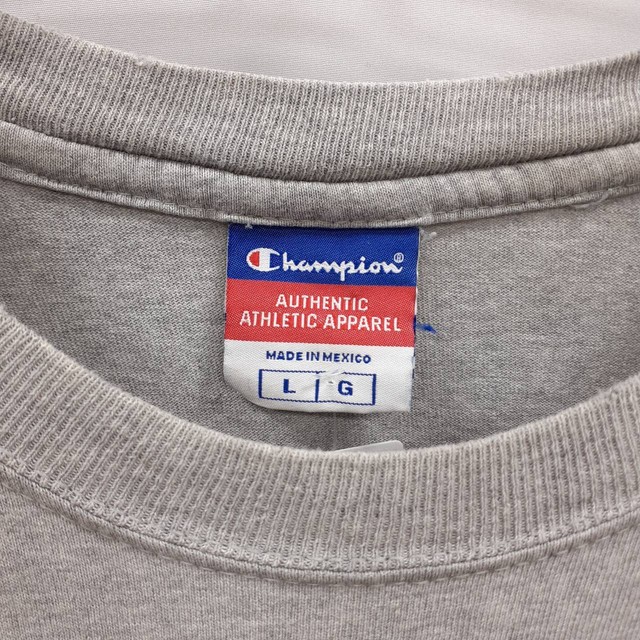 Champion®
AUTHENTIC
ATHLETIC APPAREL
MADE IN MEXICO
L G